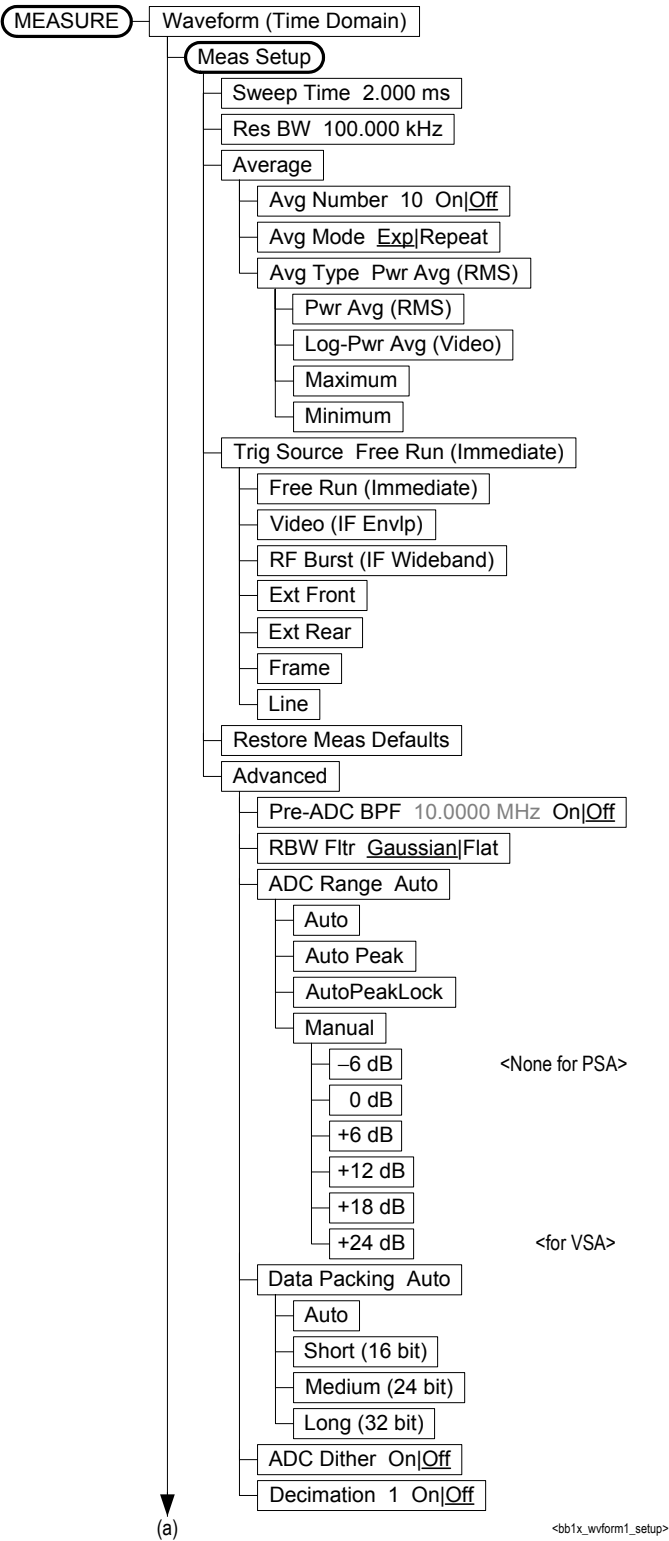 MEASURE Waveform (Time Domain)
Meas Setup
Sweep Time 2.000 ms
Res BW 100.000 kHz
Average
Avg Number 10 On|Off
Avg Mode Exp|Repeat
Avg Type Pwr Avg (RMS)
Pwr Avg (RMS)
Log-Pwr Avg (Video)
Maximum
Minimum
Trig Source Free Run (Immediate)
Free Run (Immediate)
Video (IF Envlp)
RF Burst (IF Wideband)
Ext Front
Ext Rear
Frame
Line
Restore Meas Defaults
Advanced
Pre-ADC BPF 10.0000 MHz On|Off
RBW Fltr Gaussian|Flat
ADC Range Auto
Auto
Auto Peak
AutoPeakLock
Manual
–6 dB <None for PSA>
0 dB
+6 dB
+12 dB
+18 dB
+24 dB <for VSA>
Data Packing Auto
Auto
Short (16 bit)
Medium (24 bit)
Long (32 bit)
ADC Dither On|Off
Decimation 1 On|Off
(a) <bb1x_wvform1_setup>